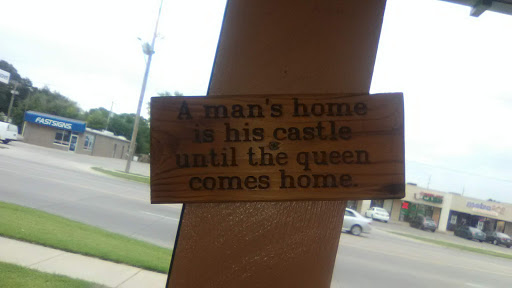 A man's home
is his castle
until the queen
comes home.
FASTSIGNS